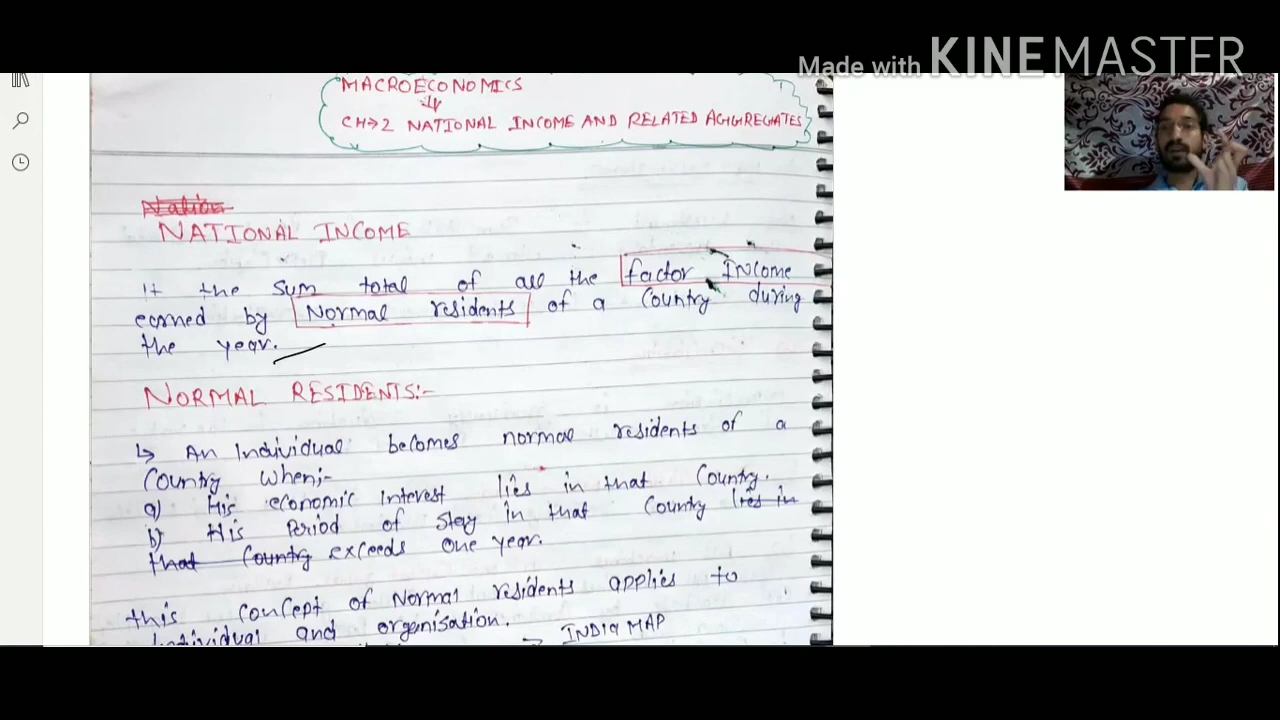 Made with KINEMASTER
MACROECONOMICS
CH→2 NATIONAL INCOME AND RELATED AGGREGATES
Nation
NATIONAL INCOME
It the sum total of all the factor INcome
earned by Normal residents of a Country during
the year.
NORMAL RESIDENTS:-
↳ An Individual becomes normal residents of a
Country when;-
a) His economic interest lies in that Country.
b) His Period of stay in that Country lies in
that Country exceeds one year.
this concept of Normal residents applies to
Individual and organisation.
→ INDIA MAP